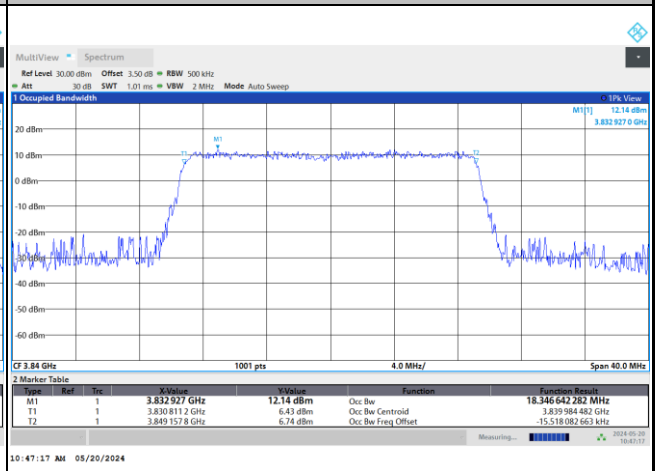 MultiView Spectrum
Ref Level 30.00 dBm Offset 3.50 dB RBW 500 kHz
Att 30 dB SWT 1.01 ms VBW 2 MHz Mode Auto Sweep
1 Occupied Bandwidth 1Pk View
M1[1] 12.14 dBm
3.832 927 0 GHz
20 dBm
M1
10 dBm T1 T2
0 dBm
-10 dBm
-20 dBm
-30 dBm
-40 dBm
-50 dBm
-60 dBm
CF 3.84 GHz 1001 pts 4.0 MHz/ Span 40.0 MHz
2 Marker Table
Type Ref Trc X-Value Y-Value Function Function Result
M1 1 3.832 927 GHz 12.14 dBm Occ Bw 18.346 642 282 MHz
T1 1 3.830 811 2 GHz 6.43 dBm Occ Bw Centroid 3.839 984 482 GHz
T2 1 3.849 157 8 GHz 6.74 dBm Occ Bw Freq Offset -15.518 082 663 kHz
Measuring... 2024-05-20
10:47:17
10:47:17 AM 05/20/2024